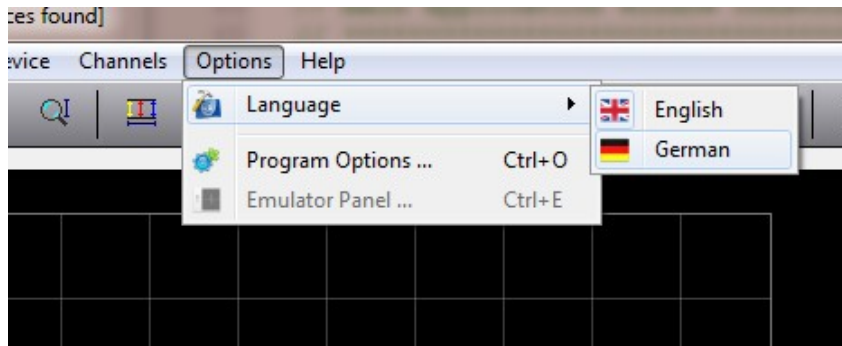 ces found]
evice Channels Options Help
Language
English
German
Program Options ... Ctrl+O
Emulator Panel ... Ctrl+E